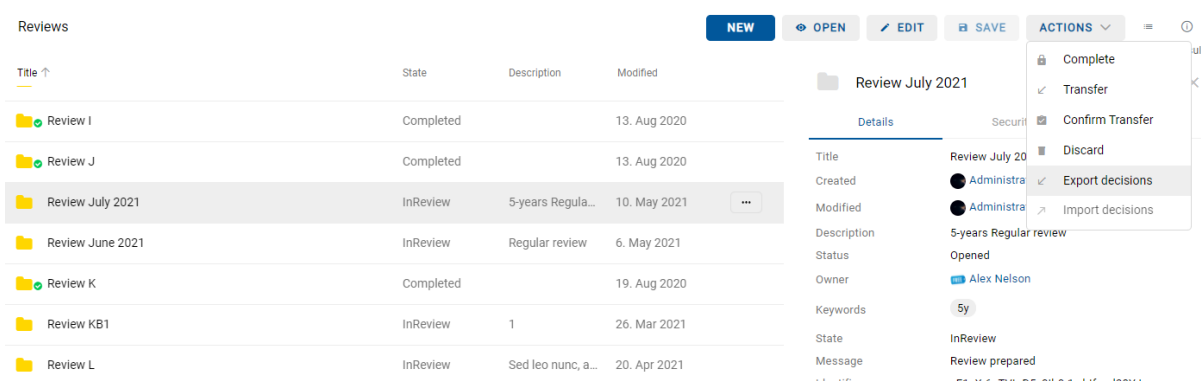 Reviews
NEW
OPEN
EDIT
SAVE
ACTIONS
Title
State
Description
Modified
Review I
Completed
13. Aug 2020
Review J
Completed
13. Aug 2020
Review July 2021
InReview
5-years Regula...
10. May 2021
...
Review June 2021
InReview
Regular review
6. May 2021
Review K
Completed
19. Aug 2020
Review KB1
InReview
1
26. Mar 2021
Review L
InReview
Sed leo nunc, a...
20. Apr 2021
Review July 2021
Details
Securit
Title
Review July 20
Created
Administra
Modified
Administra
Description
5-years Regular review
Status
Opened
Owner
Alex Nelson
Keywords
5y
State
InReview
Message
Review prepared
Complete
Transfer
Confirm Transfer
Discard
Export decisions
Import decisions